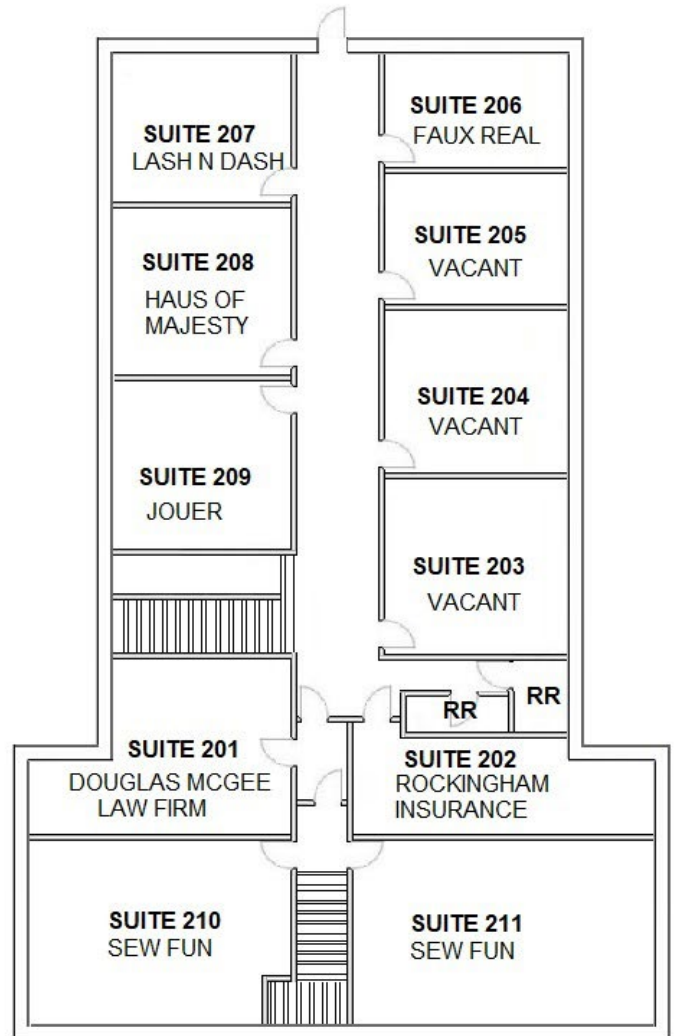 SUITE 207
LASH N DASH
SUITE 206
FAUX REAL
SUITE 208
HAUS OF
MAJESTY
SUITE 205
VACANT
SUITE 209
JOUER
SUITE 204
VACANT
SUITE 203
VACANT
RR
RR
SUITE 201
DOUGLAS MCGEE
LAW FIRM
SUITE 202
ROCKINGHAM
INSURANCE
SUITE 210
SEW FUN
SUITE 211
SEW FUN